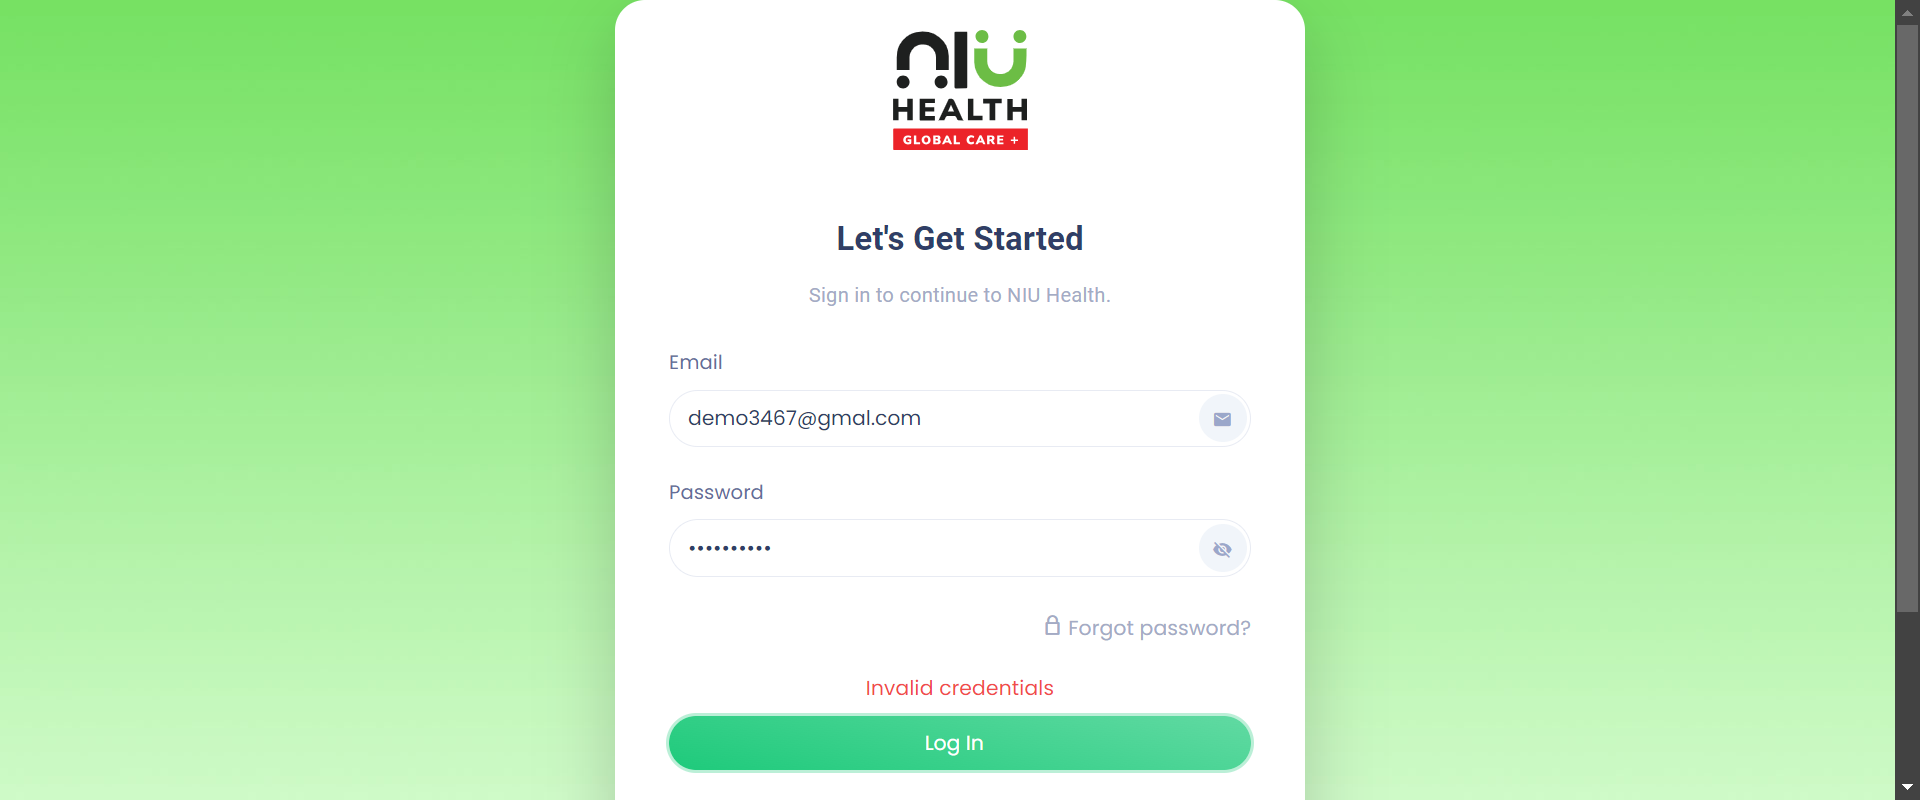 NIU
HEALTH
GLOBAL CARE +
Let's Get Started
Sign in to continue to NIU Health.
Email
demo3467@gmal.com
Password
••••••••••
Forgot password?
Invalid credentials
Log In